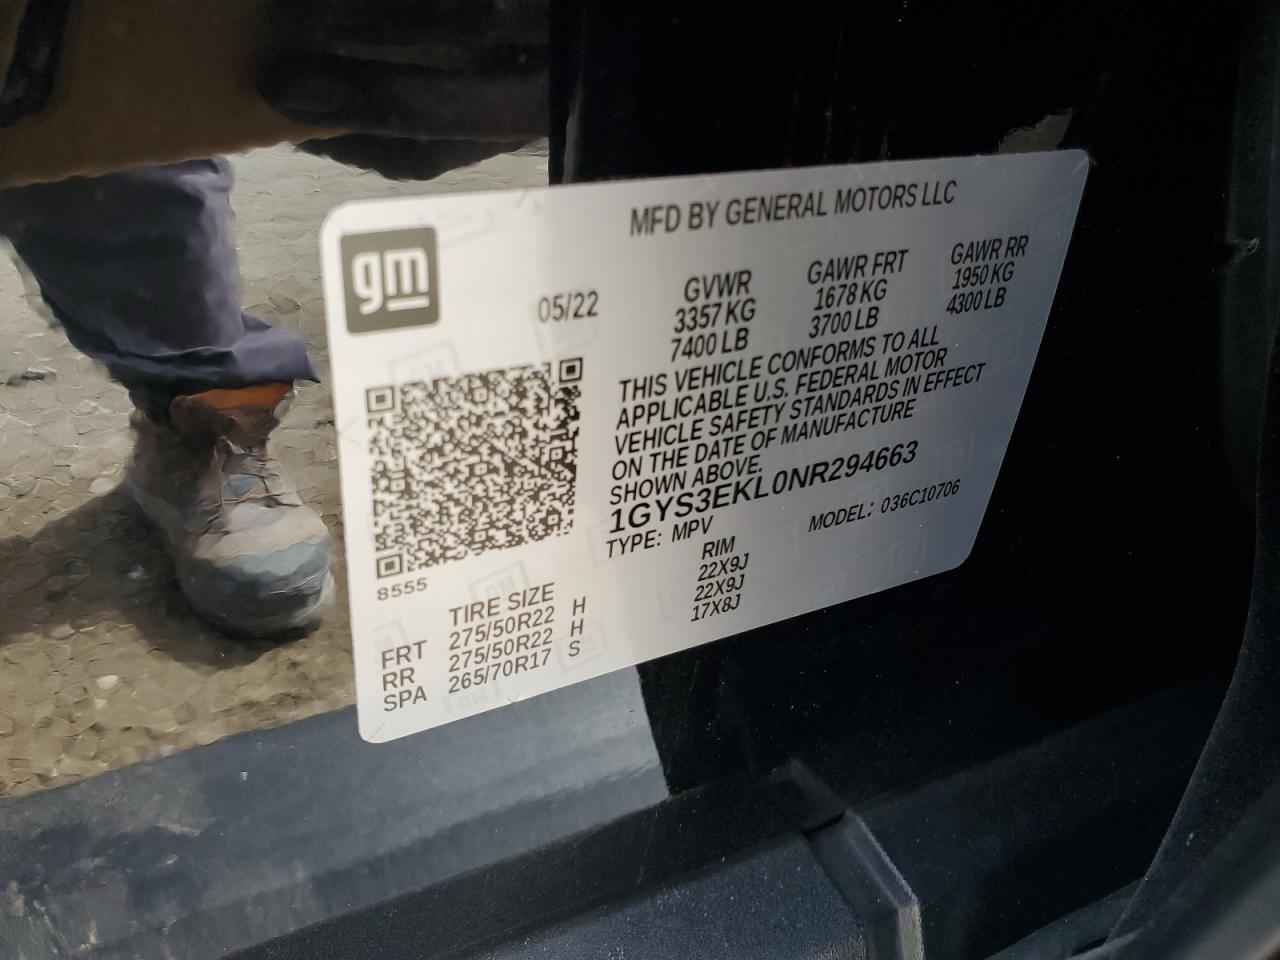 MFD BY GENERAL MOTORS LLC
gm
05/22
GVWR GAWR FRT GAWR RR
3357 KG 1678 KG 1950 KG
7400 LB 3700 LB 4300 LB
THIS VEHICLE CONFORMS TO ALL
APPLICABLE U.S. FEDERAL MOTOR
VEHICLE SAFETY STANDARDS IN EFFECT
ON THE DATE OF MANUFACTURE
SHOWN ABOVE.
1GYS3EKL0NR294663
TYPE: MPV MODEL: 036C10706
8555
TIRE SIZE RIM
FRT 275/50R22 H 22X9J
RR 275/50R22 H 22X9J
SPA 265/70R17 S 17X8J